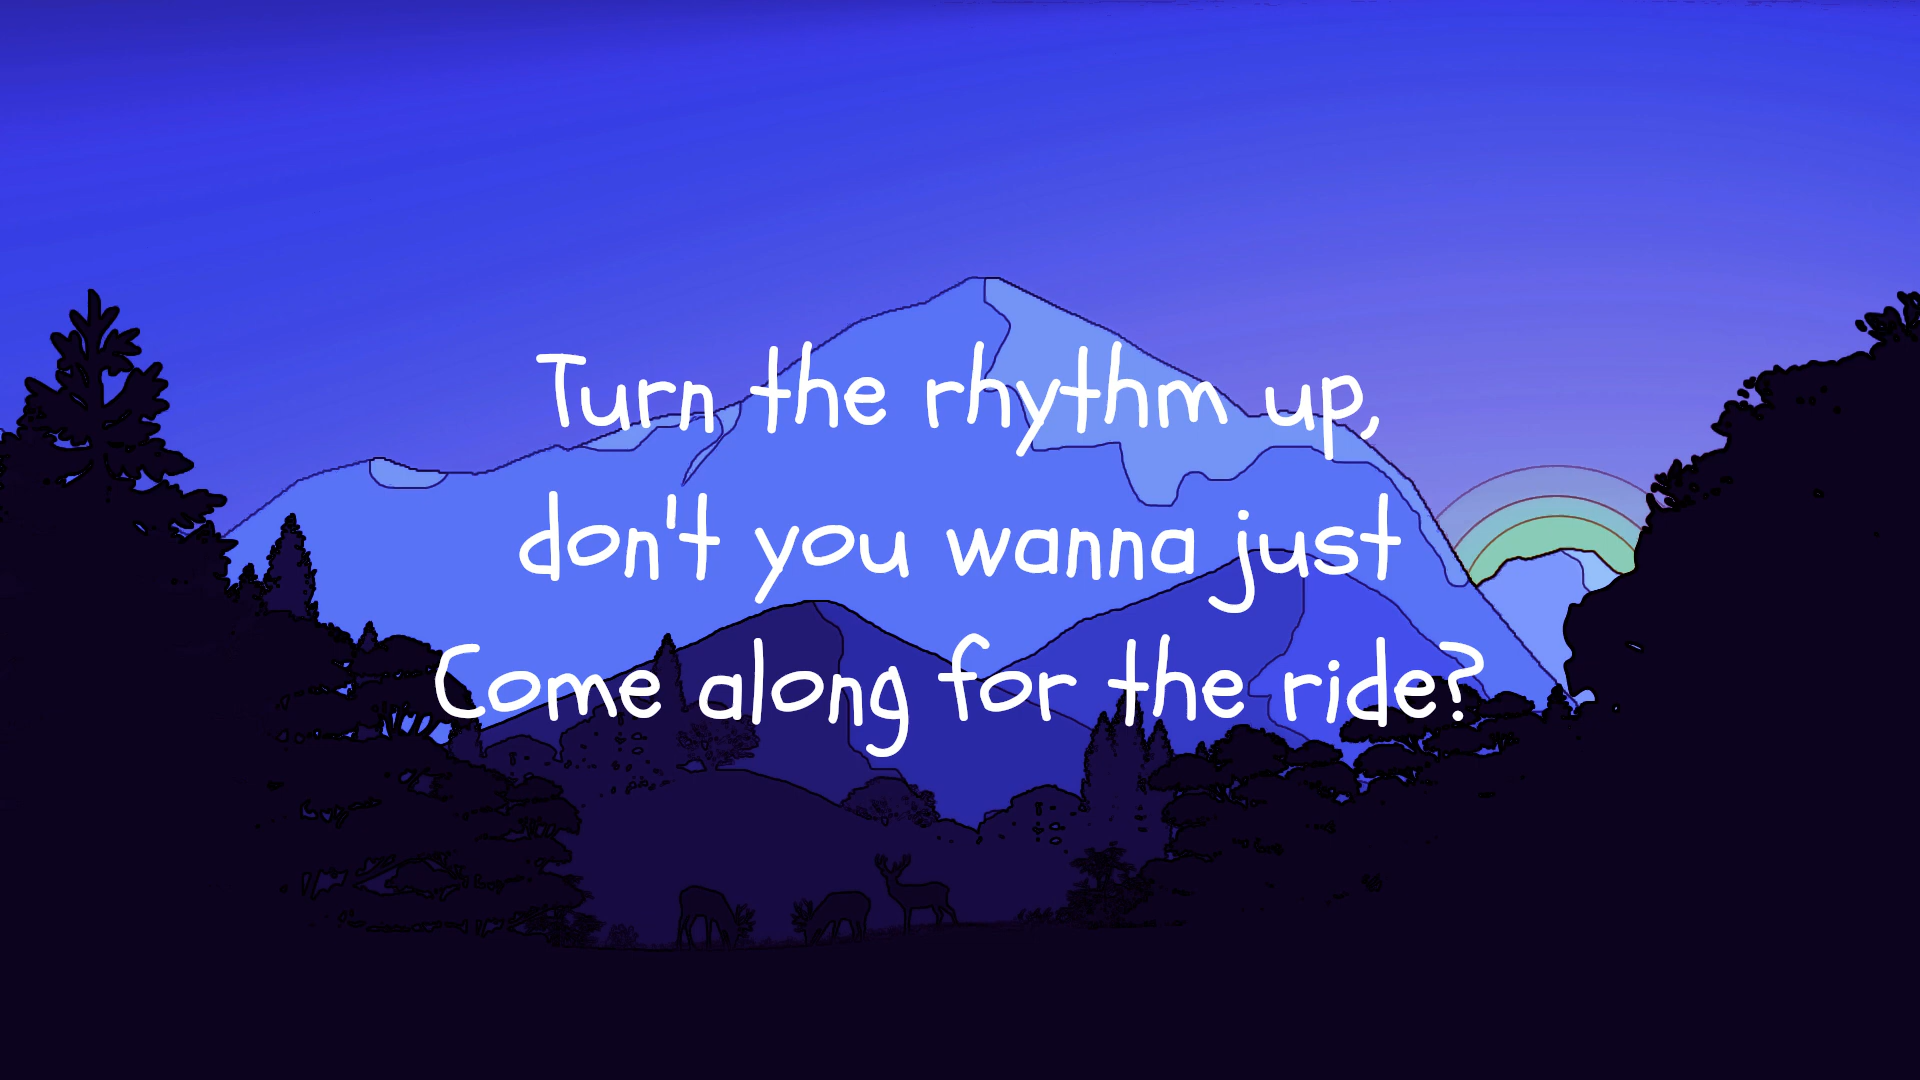 Turn the rhythm up,
don't you wanna just
Come along for the ride?